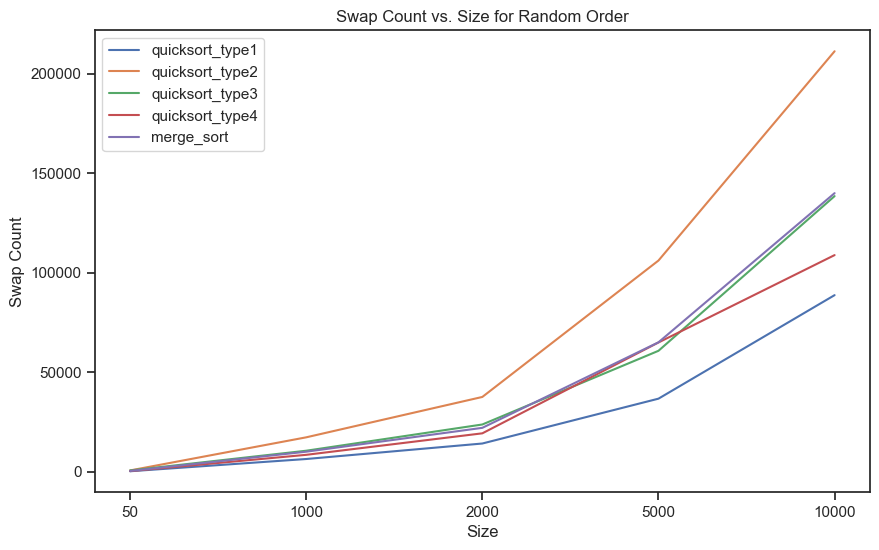 Swap Count vs. Size for Random Order
quicksort_type1
quicksort_type2
quicksort_type3
quicksort_type4
merge_sort
Swap Count
200000
150000
100000
50000
0
50
1000
2000
5000
10000
Size